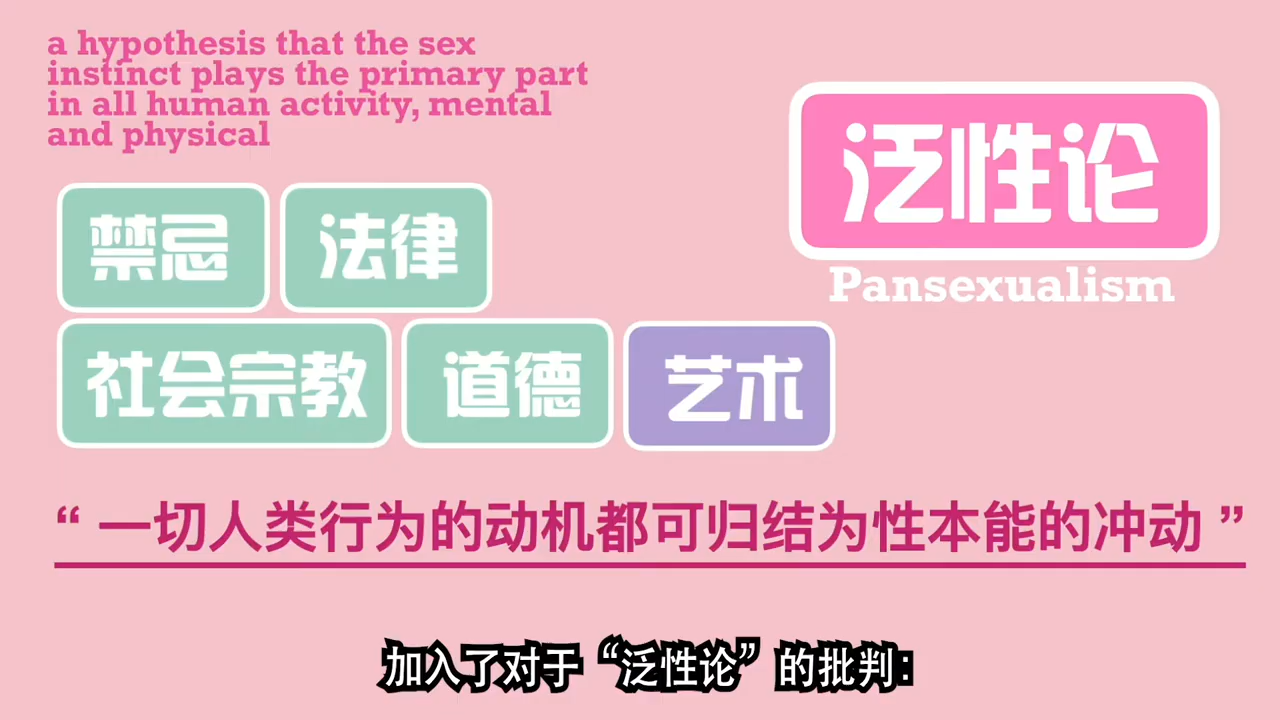 a hypothesis that the sex
instinct plays the primary part
in all human activity, mental
and physical
泛性论
Pansexualism
禁忌
法律
社会宗教
道德
艺术
“ 一切人类行为的动机都可归结为性本能的冲动 ”
加入了对于“泛性论”的批判：